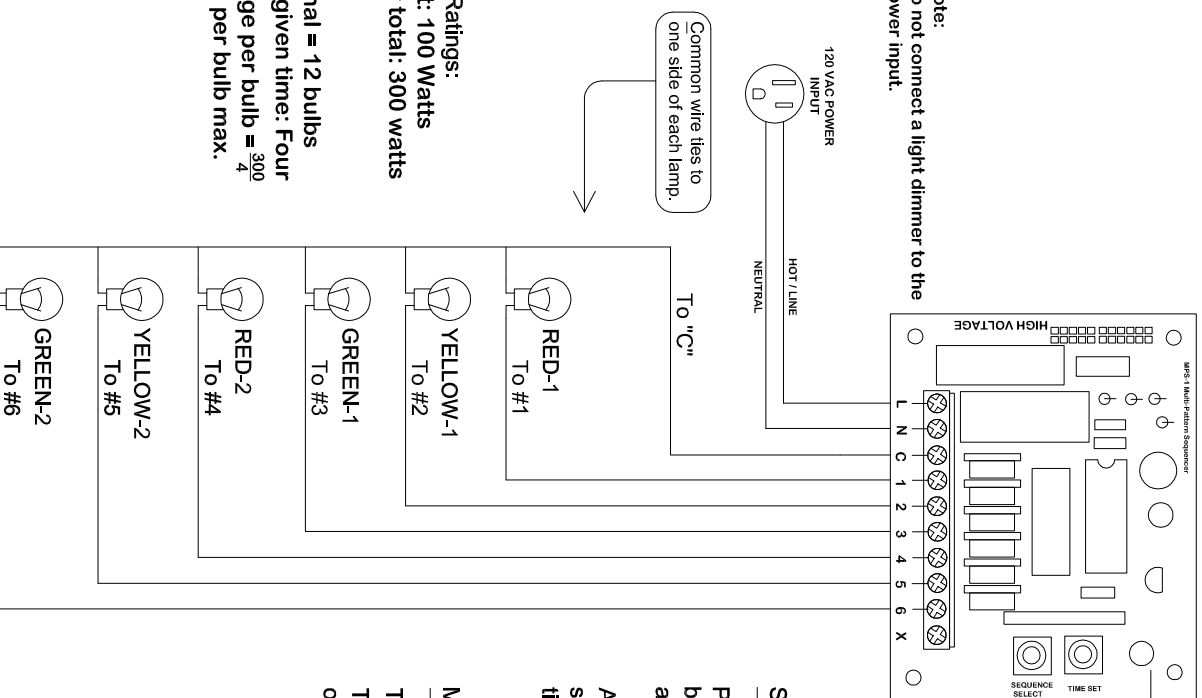 not connect a light dimmer to the
ower input.
120 VAC POWER
INPUT
HOT / LINE
NEUTRAL
Common wire ties to
one side of each lamp.
Ratings:
100 Watts
total: 300 watts
= 12 bulbs
given time: Four
per bulb = 300
4
per bulb max.
To "C"
RED-1
To #1
YELLOW-1
To #2
GREEN-1
To #3
RED-2
To #4
YELLOW-2
To #5
GREEN-2
To #6
HIGH VOLTAGE
MPS-1 Multi-Pattern Sequencer
L
N
C
1
2
3
4
5
6
X
SEQUENCE
SELECT
TIME SET